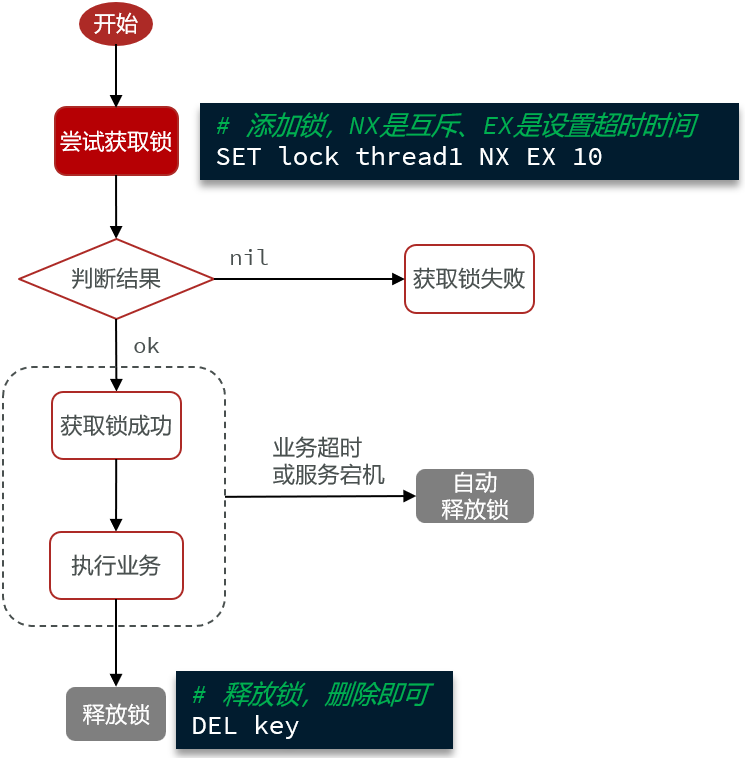 开始
尝试获取锁
# 添加锁，NX是互斥、EX是设置超时时间
SET lock thread1 NX EX 10
判断结果
nil
获取锁失败
ok
获取锁成功
业务超时
或服务宕机
自动
释放锁
执行业务
释放锁
# 释放锁，删除即可
DEL key